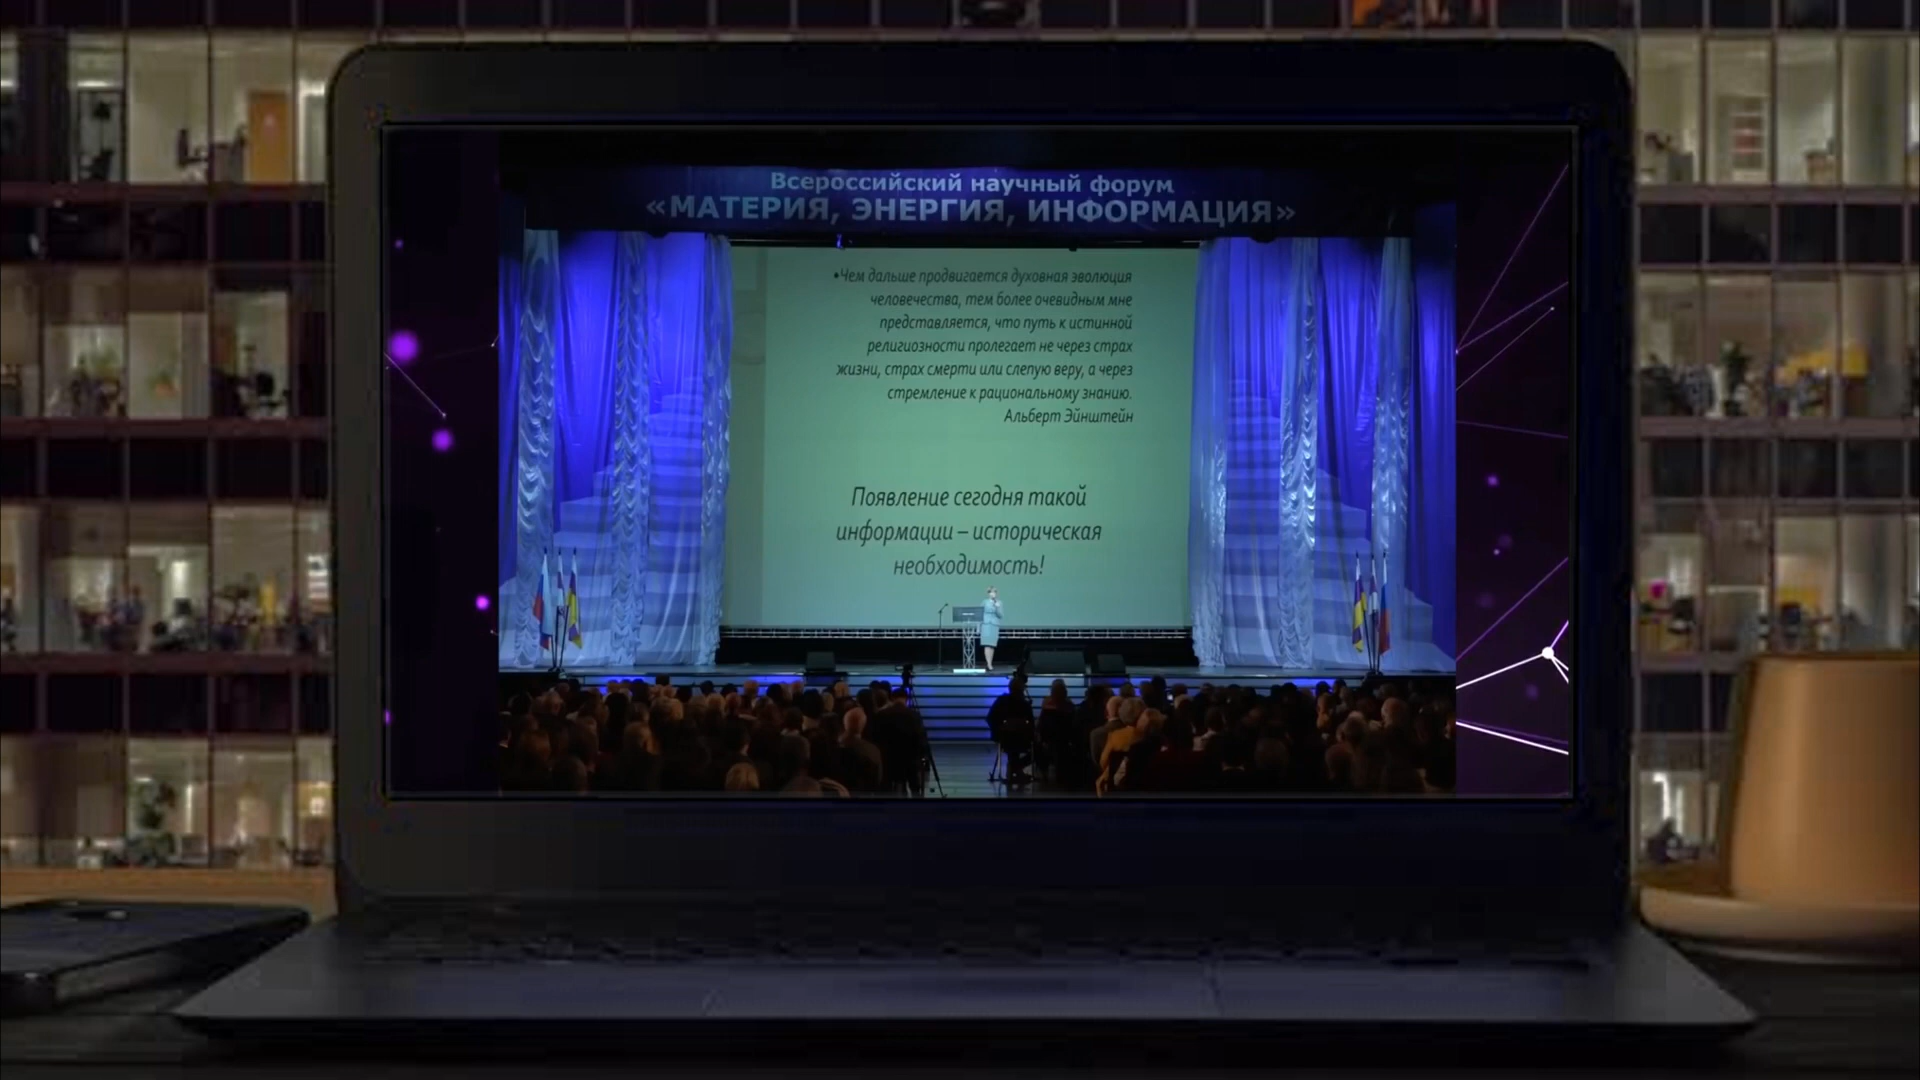 Всероссийский научный форум
«МАТЕРИЯ, ЭНЕРГИЯ, ИНФОРМАЦИЯ»
•Чем дальше продвигается духовная эволюция
человечества, тем более очевидным мне
представляется, что путь к истинной
религиозности пролегает не через страх
жизни, страх смерти или слепую веру, а через
стремление к рациональному знанию.
Альберт Эйнштейн
Появление сегодня такой
информации – историческая
необходимость!